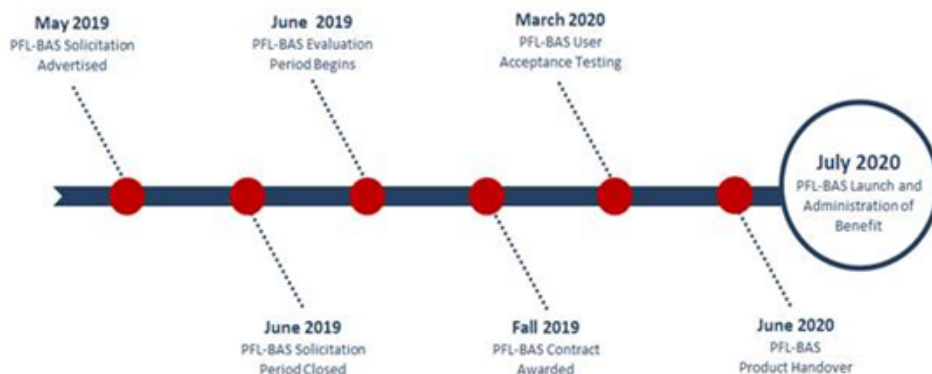 May 2019
PFL-BAS Solicitation
Advertised
June 2019
PFL-BAS Solicitation
Period Closed
June 2019
PFL-BAS Evaluation
Period Begins
Fall 2019
PFL-BAS Contract
Awarded
March 2020
PFL-BAS User
Acceptance Testing
June 2020
PFL-BAS
Product Handover
July 2020
PFL-BAS Launch and
Administration of
Benefit